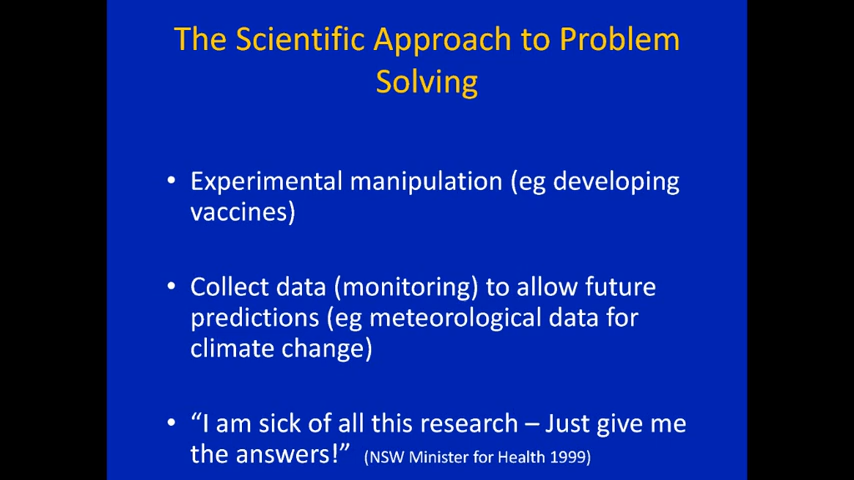 The Scientific Approach to Problem
Solving
• Experimental manipulation (eg developing
vaccines)
• Collect data (monitoring) to allow future
predictions (eg meteorological data for
climate change)
• “I am sick of all this research – Just give me
the answers!” (NSW Minister for Health 1999)